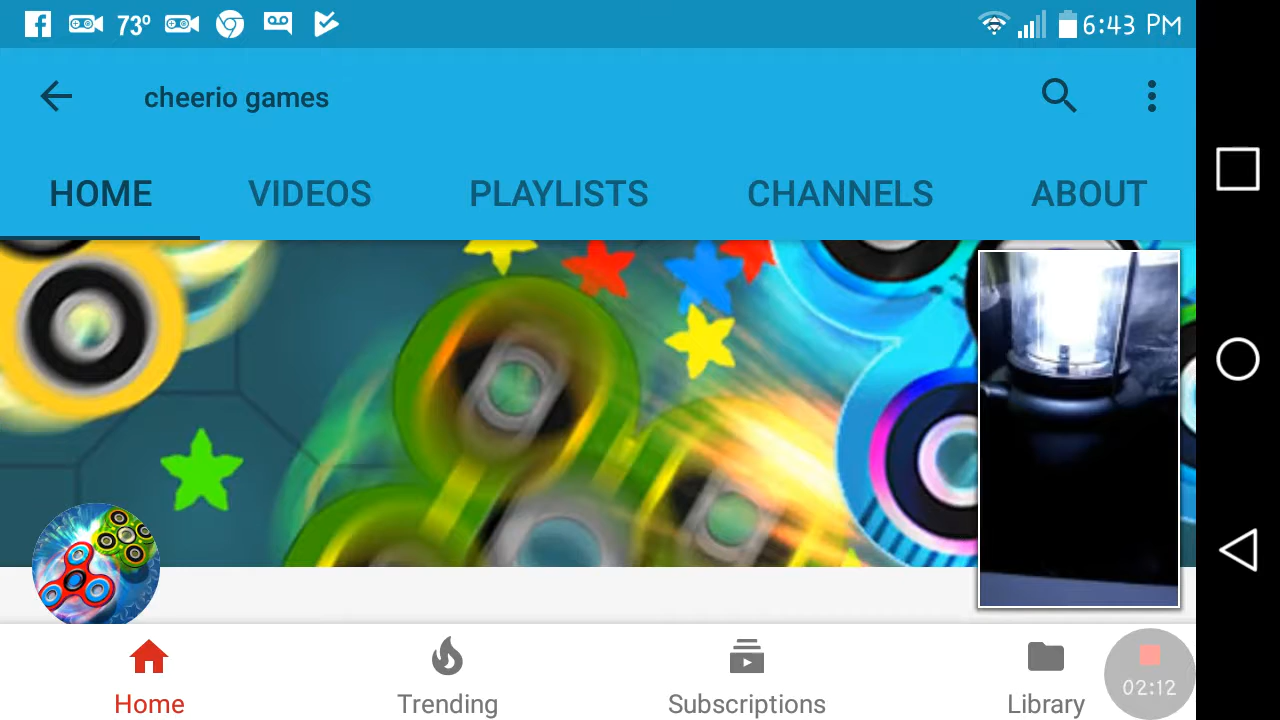 73° 6:43 PM
cheerio games
HOME VIDEOS PLAYLISTS CHANNELS ABOUT
Home Trending Subscriptions Library 02:12